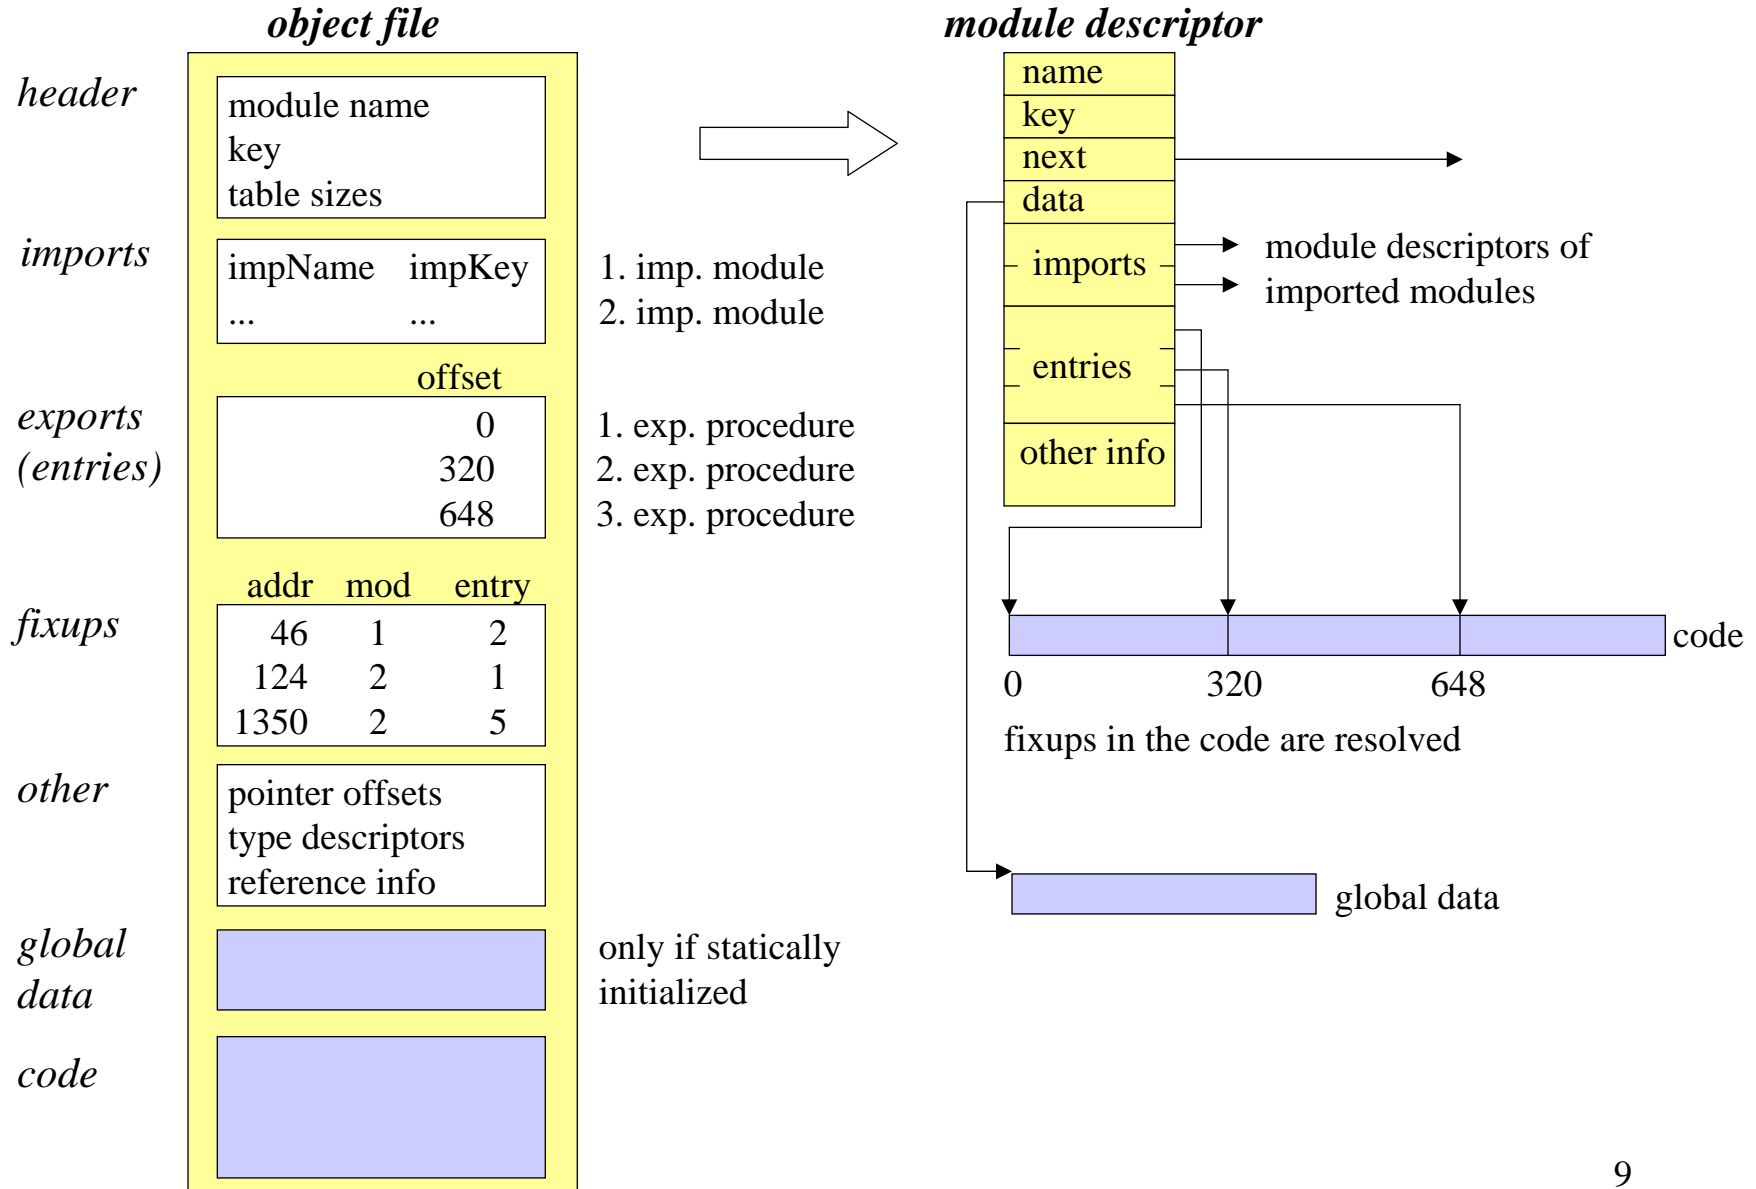 object file
header
module name
key
table sizes
imports
impName impKey
... ...
1. imp. module
2. imp. module
offset
exports
(entries)
0
320
648
1. exp. procedure
2. exp. procedure
3. exp. procedure
addr mod entry
fixups
46 1 2
124 2 1
1350 2 5
other
pointer offsets
type descriptors
reference info
global
data
only if statically
initialized
code
module descriptor
name
key
next
data
imports
module descriptors of
imported modules
entries
other info
code
0 320 648
fixups in the code are resolved
global data
9